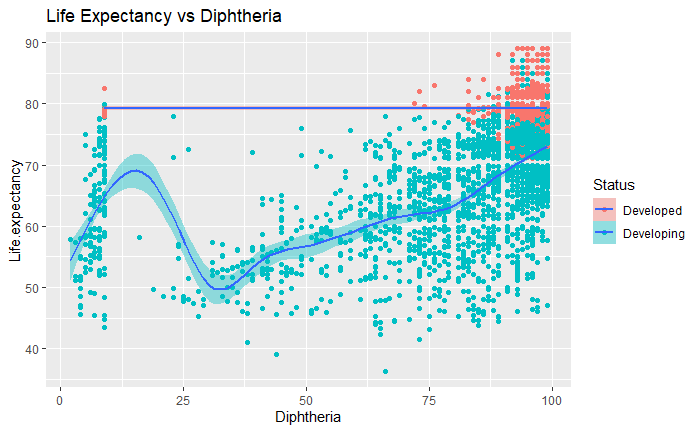 Life Expectancy vs Diphtheria
90
80
70
60
50
40
Life.expectancy
0 25 50 75 100
Diphtheria
Status
Developed
Developing